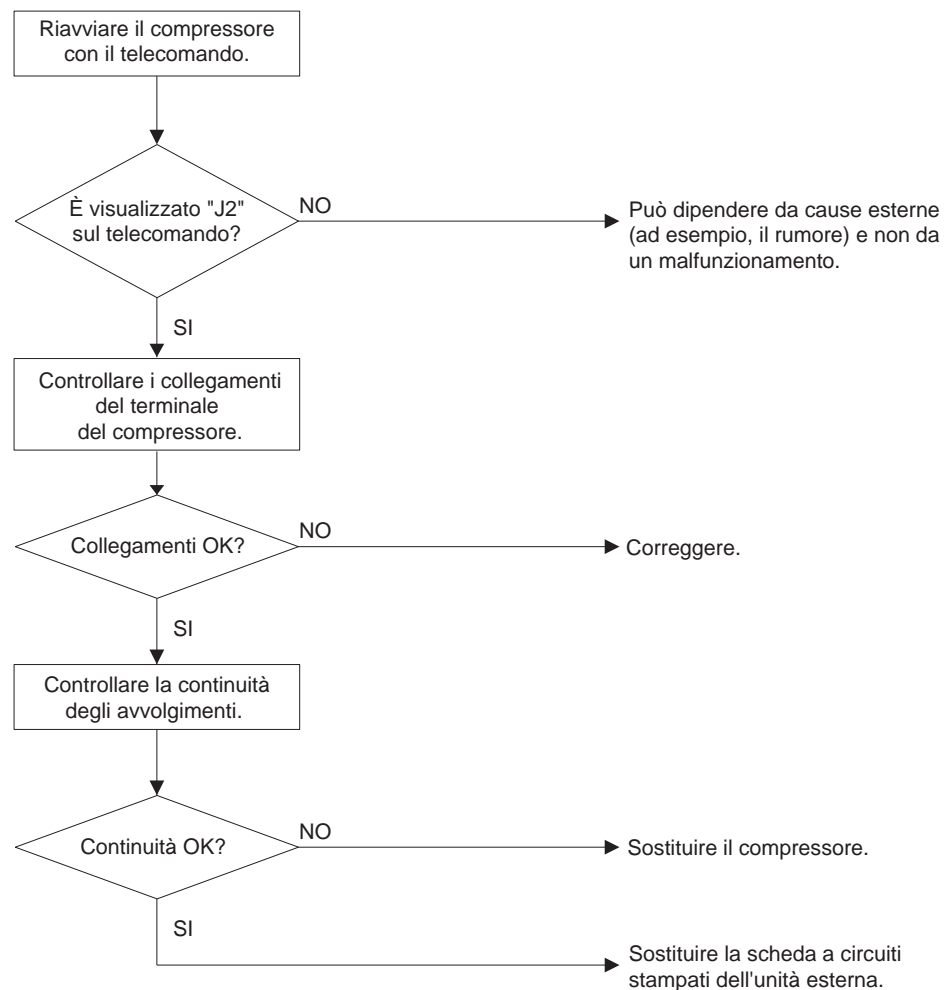 Riavviare il compressore
con il telecomando.
È visualizzato "J2"
sul telecomando?
NO
Può dipendere da cause esterne
(ad esempio, il rumore) e non da
un malfunzionamento.
SI
Controllare i collegamenti
del terminale
del compressore.
Collegamenti OK?
NO
Correggere.
SI
Controllare la continuità
degli avvolgimenti.
Continuità OK?
NO
Sostituire il compressore.
SI
Sostituire la scheda a circuiti
stampati dell'unità esterna.